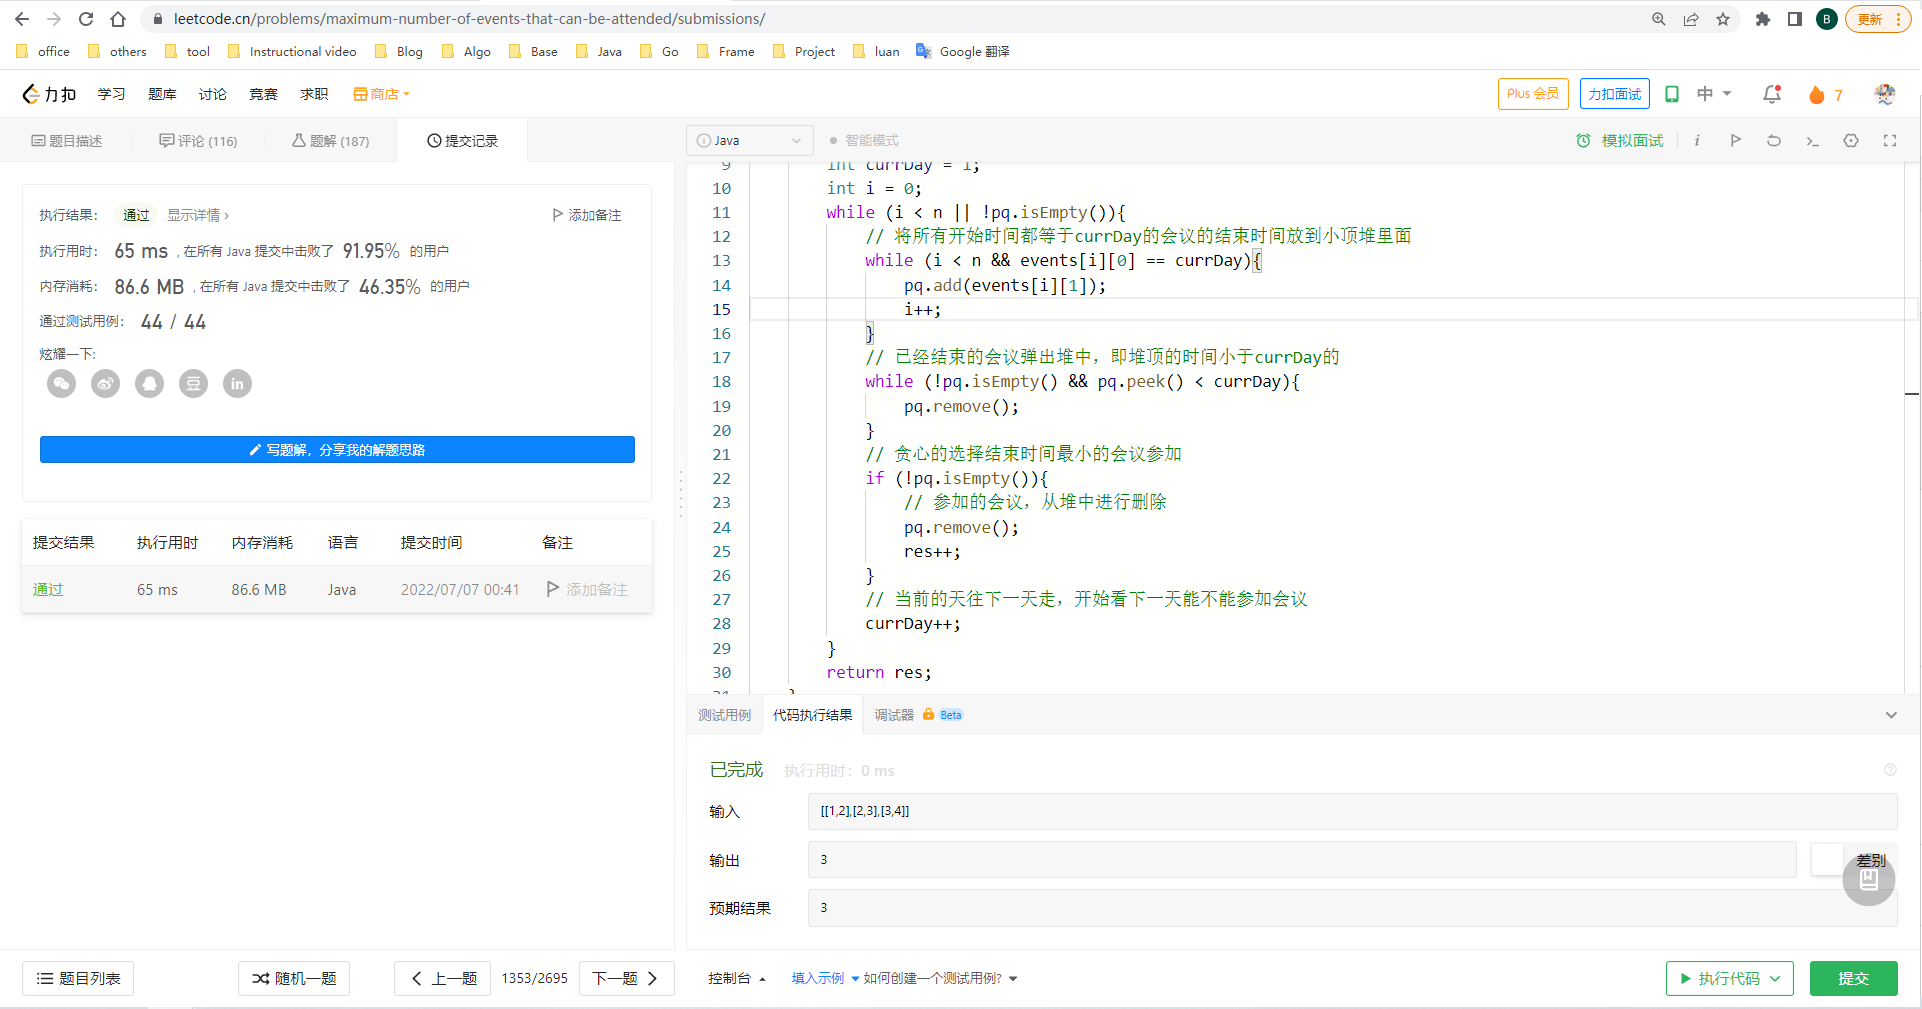 leetcode.cn/problems/maximum-number-of-events-that-can-be-attended/submissions/
B
更新
office others tool Instructional video Blog Algo Base Java Go Frame Project luan Google 翻译
力扣 学习 题库 讨论 竞赛 求职 商店 Plus 会员 力扣面试 中 7
题目描述 评论 (116) 题解 (187) 提交记录
Java 智能模式 模拟面试
执行结果： 通过 显示详情 › 添加备注
执行用时： 65 ms , 在所有 Java 提交中击败了 91.95% 的用户
内存消耗： 86.6 MB , 在所有 Java 提交中击败了 46.35% 的用户
通过测试用例： 44 / 44
炫耀一下:
豆 in
写题解，分享我的解题思路
提交结果 执行用时 内存消耗 语言 提交时间 备注
通过 65 ms 86.6 MB Java 2022/07/07 00:41 添加备注
9 int currDay = 1;
10 int i = 0;
11 while (i < n || !pq.isEmpty()){
12 // 将所有开始时间都等于currDay的会议的结束时间放到小顶堆里面
13 while (i < n && events[i][0] == currDay){
14 pq.add(events[i][1]);
15 i++;
16 }
17 // 已经结束的会议弹出堆中，即堆顶的时间小于currDay的
18 while (!pq.isEmpty() && pq.peek() < currDay){
19 pq.remove();
20 }
21 // 贪心的选择结束时间最小的会议参加
22 if (!pq.isEmpty()){
23 // 参加的会议，从堆中进行删除
24 pq.remove();
25 res++;
26 }
27 // 当前的天往下一天走，开始看下一天能不能参加会议
28 currDay++;
29 }
30 return res;
31 }
测试用例 代码执行结果 调试器 Beta
已完成 执行用时：0 ms
输入 [[1,2],[2,3],[3,4]]
输出 3 差别
预期结果 3
题目列表 随机一题 上一题 1353/2695 下一题 控制台 填入示例 如何创建一个测试用例? 执行代码 提交